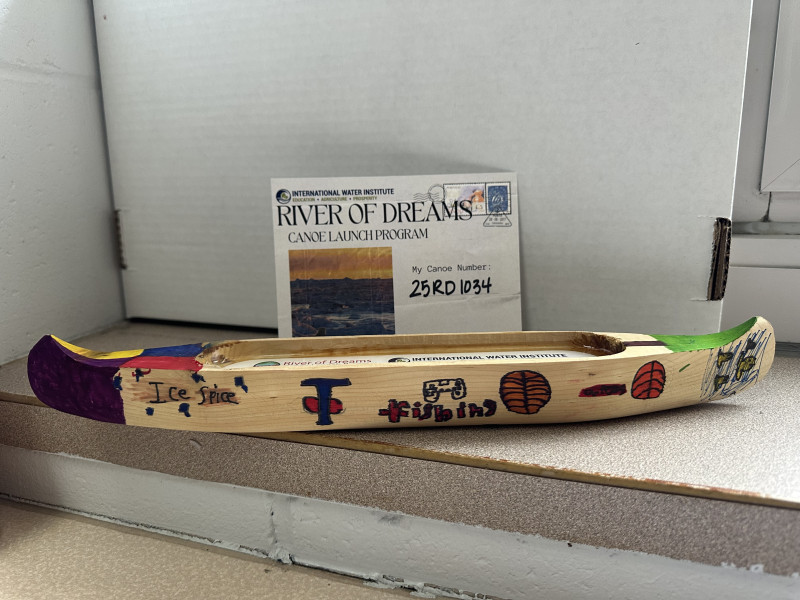 INTERNATIONAL WATER INSTITUTE
EDUCATION • AGRICULTURE • PROSPERITY
RIVER OF DREAMS
CANOE LAUNCH PROGRAM
My Canoe Number:
25RD1034
River of Dreams
INTERNATIONAL WATER INSTITUTE
Ice Spice
I
fishing